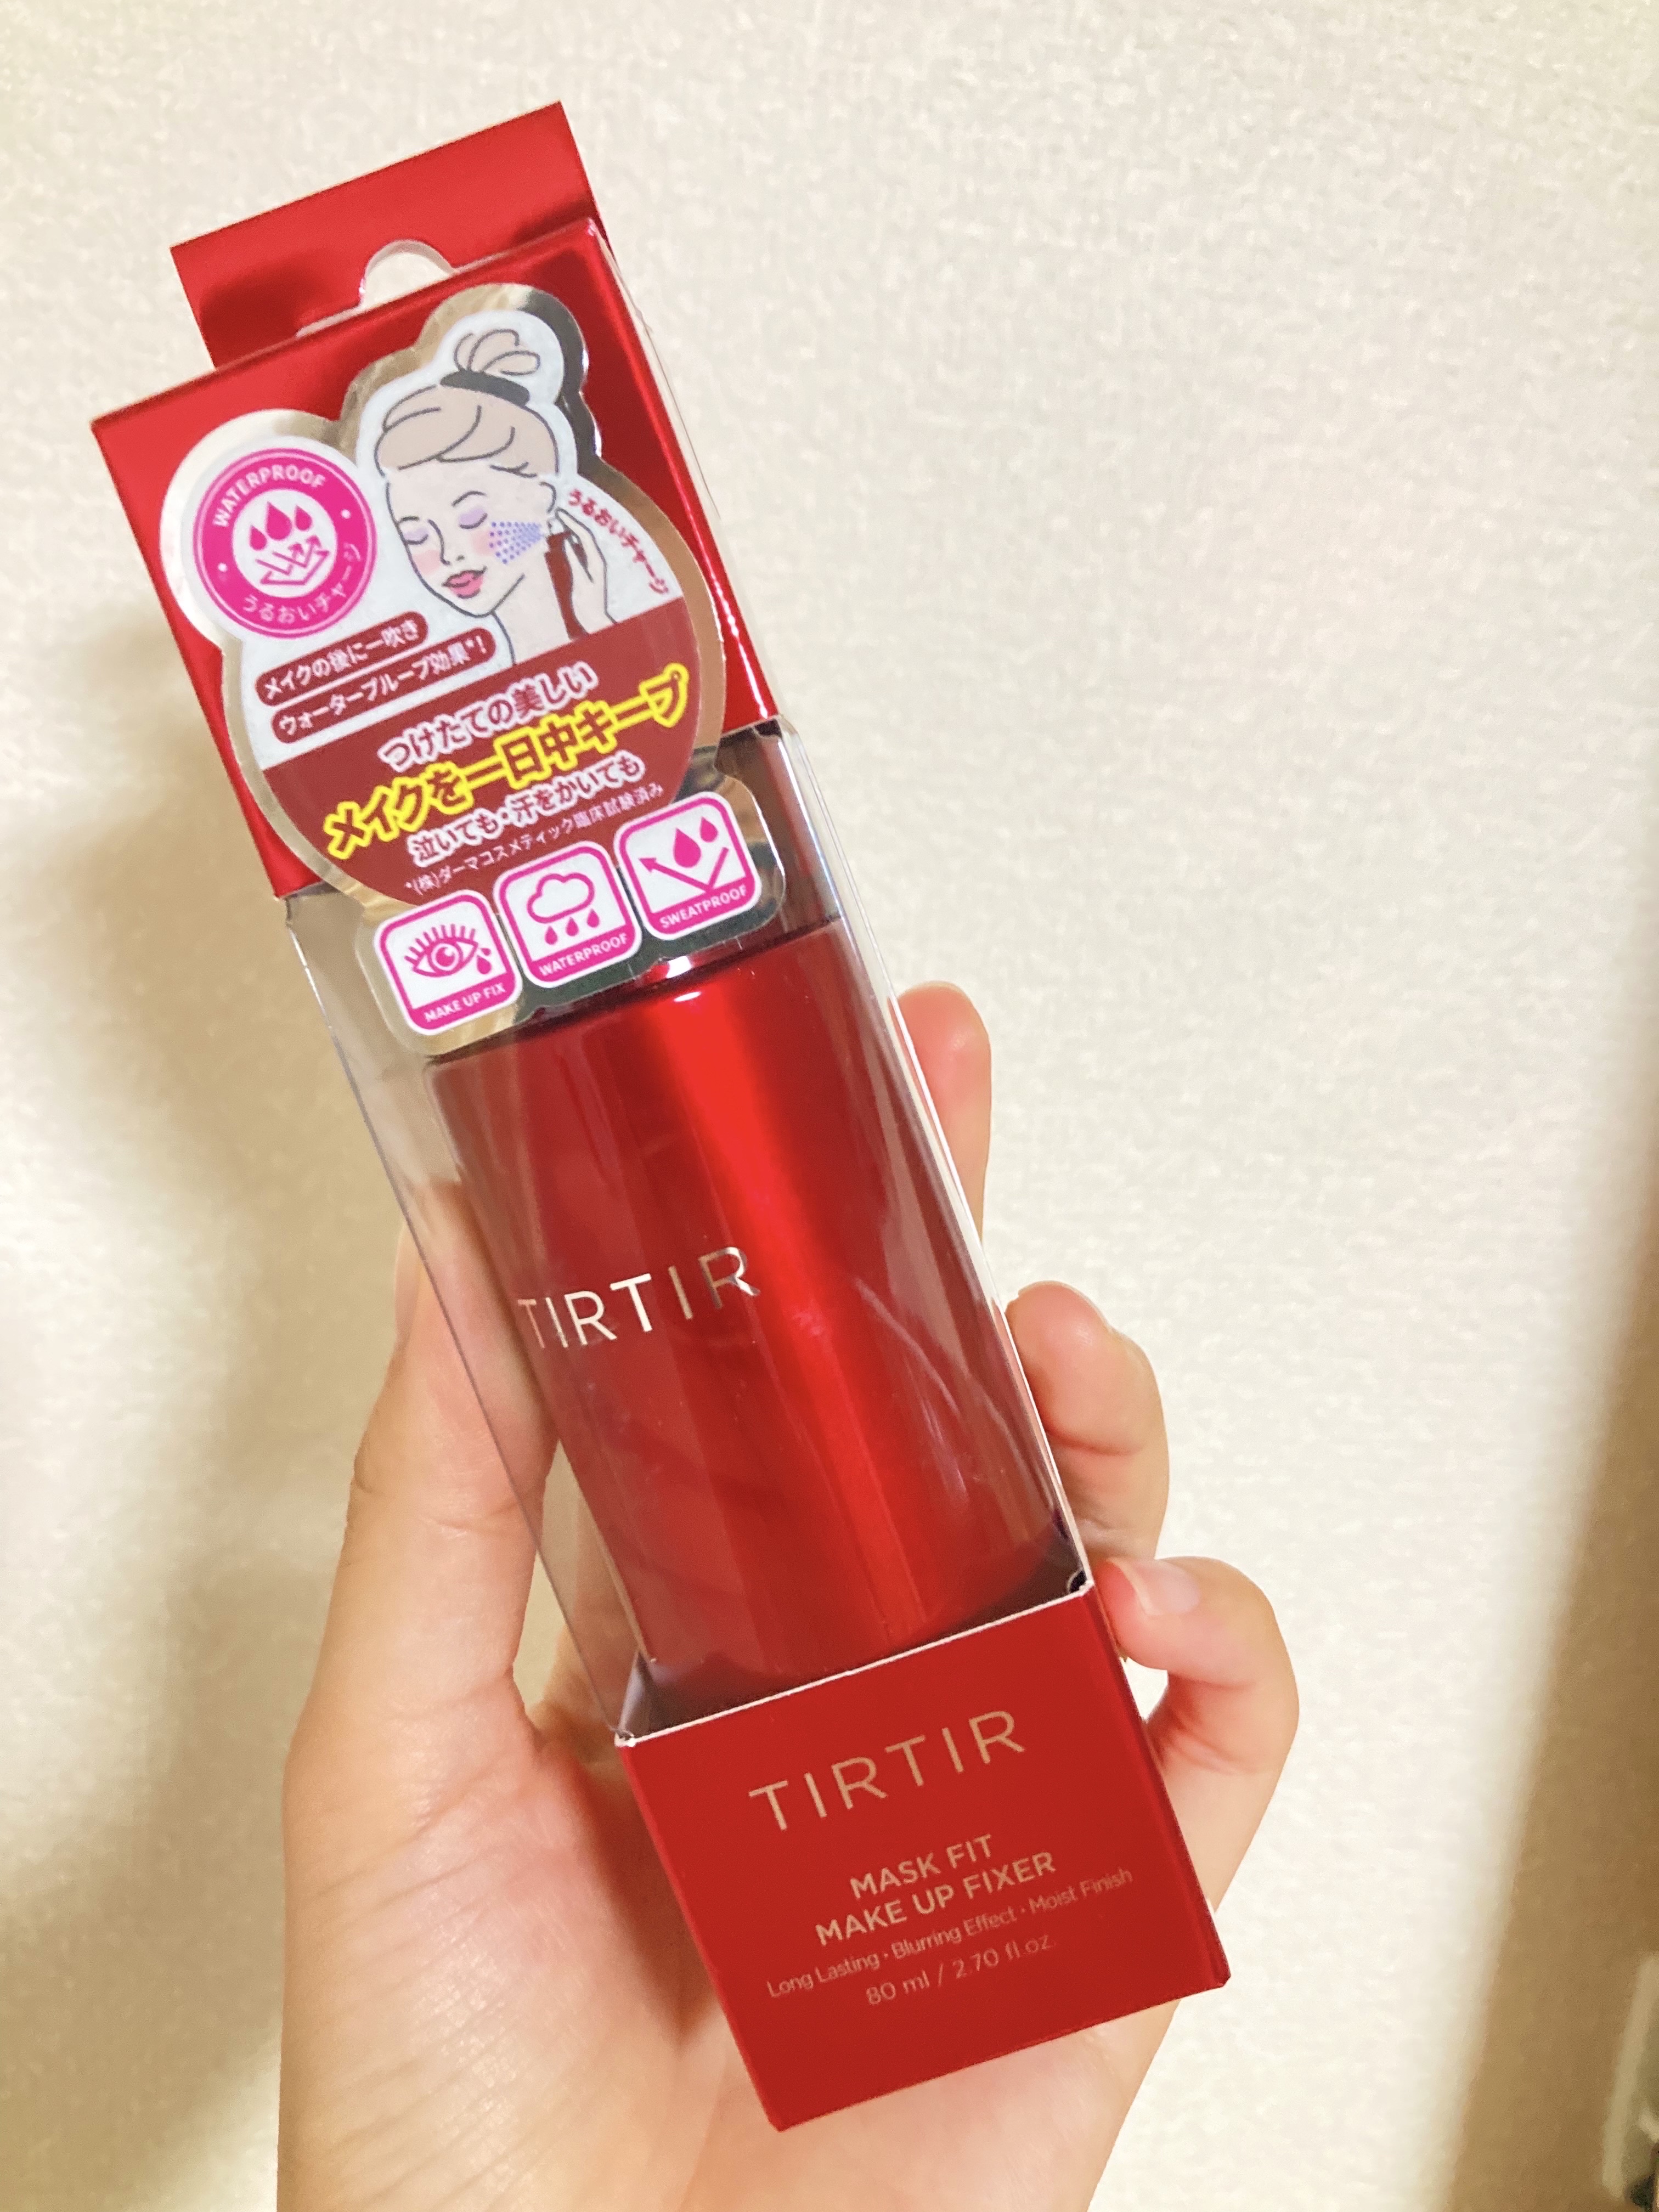 WATERPROOF
うるおいチャージ
うるおいチャージ
メイクの後に一吹き
ウォータープルーフ効果*!
つけたての美しい
メイクを一日中キープ
泣いても・汗をかいても
*(株)ダーマコスメティック臨床試験済み
MAKE UP FIX
WATERPROOF
SWEATPROOF
TIRTIR
TIRTIR
MASK FIT
MAKE UP FIXER
Long Lasting・Blurring Effect・Moist Finish
80 ml / 2.70 fl oz.